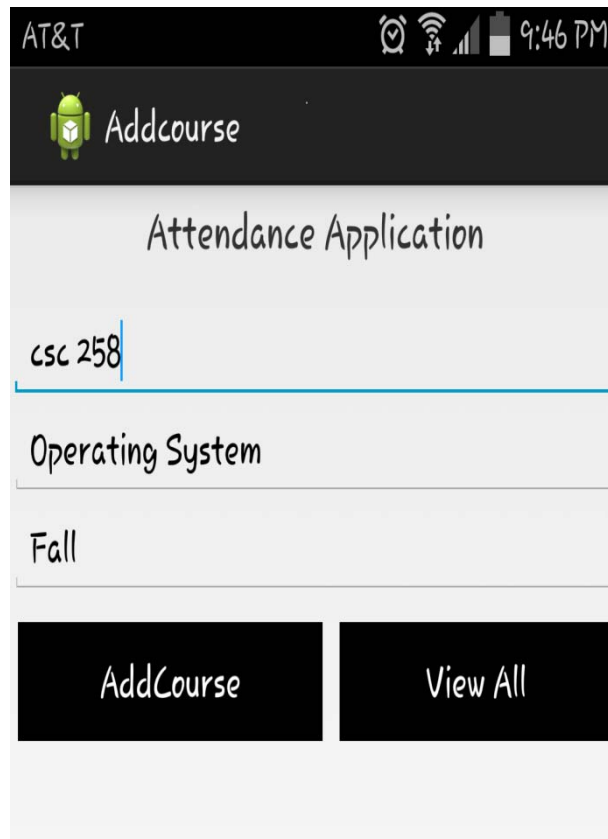 AT&T 9:46 PM
Addcourse
Attendance Application
csc 258
Operating System
Fall
AddCourse View All